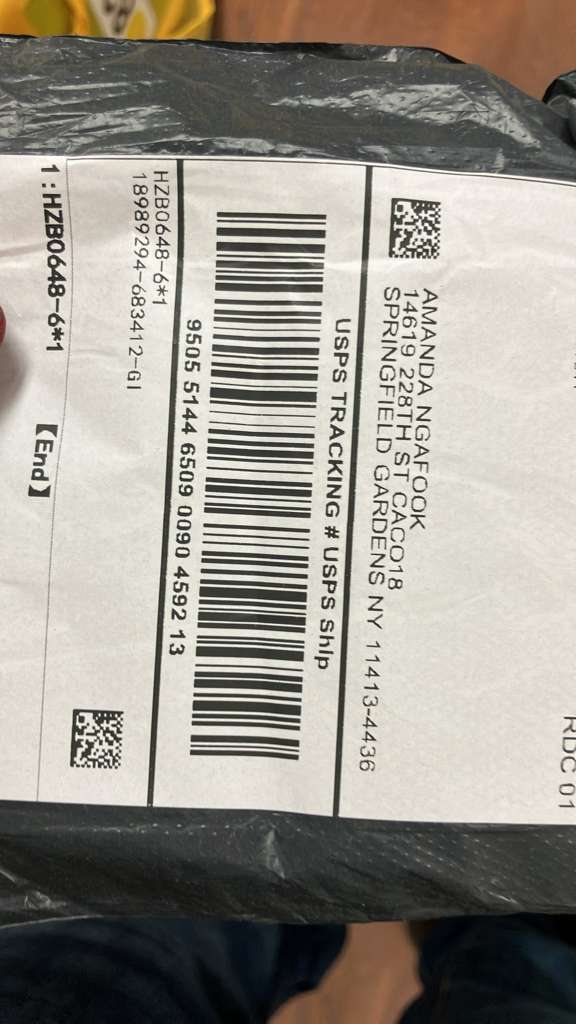 RDC 01
AMANDA NGAFOOK
14619 228TH ST CACO18
SPRINGFIELD GARDENS NY 11413-4436
USPS TRACKING # USPS Ship
9505 5144 6509 0090 4592 13
HZB0648-6*1
18989294-683412-GI
1:HZB0648-6*1 【End】